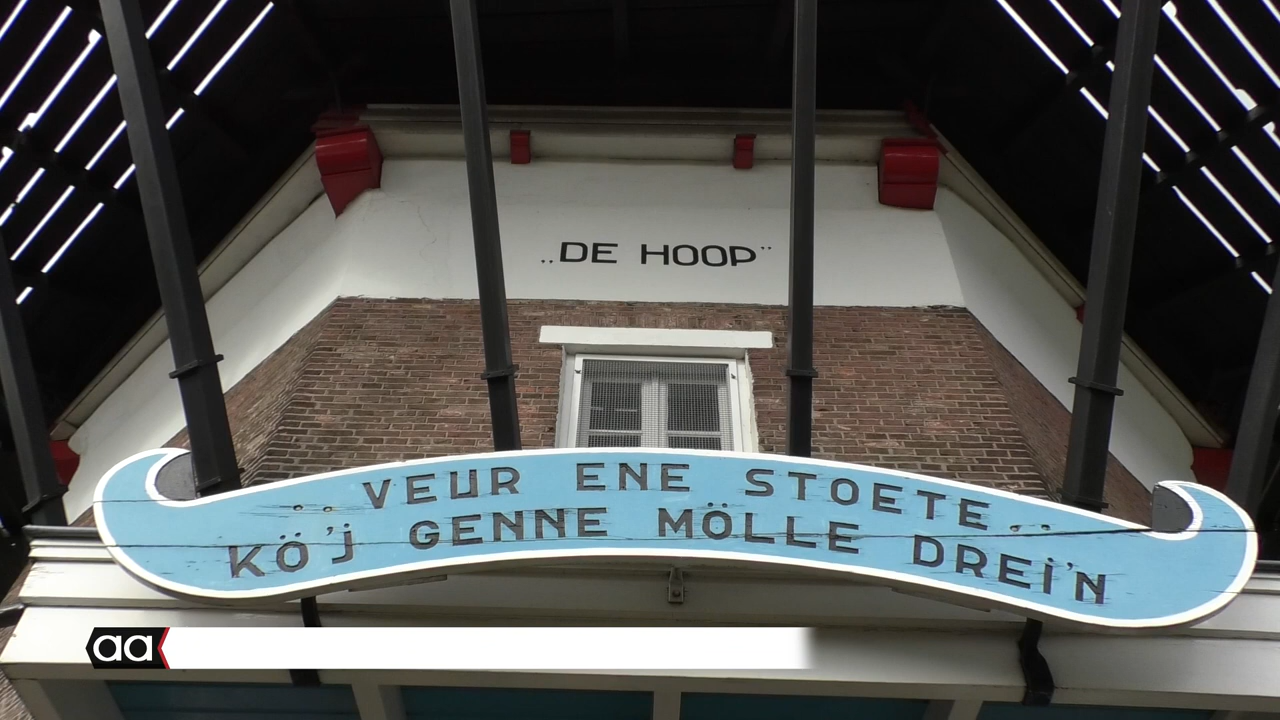 „DE HOOP”
.. VEUR ENE STOETE ..
KÖ'J GENNE MÖLLE DREI'N
aa